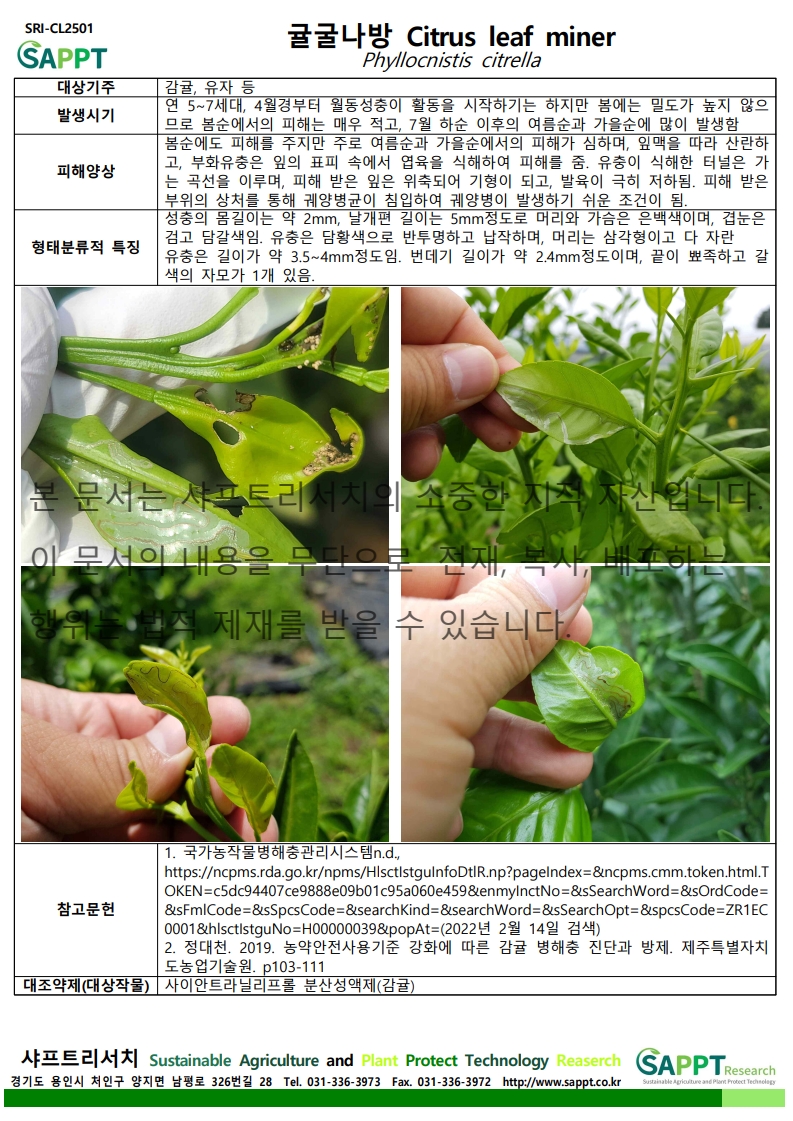 SRI-CL2501
SAPPT
귤굴나방 Citrus leaf miner
Phyllocnistis citrella
대상기주
감귤, 유자 등
발생시기
연 5~7세대, 4월경부터 월동성충이 활동을 시작하기는 하지만 봄에는 밀도가 높지 않으
므로 봄순에서의 피해는 매우 적고, 7월 하순 이후의 여름순과 가을순에 많이 발생함
피해양상
봄순에도 피해를 주지만 주로 여름순과 가을순에서의 피해가 심하며, 잎맥을 따라 산란하
고, 부화유충은 잎의 표피 속에서 엽육을 식해하여 피해를 줌. 유충이 식해한 터널은 가
는 곡선을 이루며, 피해 받은 잎은 위축되어 기형이 되고, 발육이 극히 저하됨. 피해 받은
부위의 상처를 통해 궤양병균이 침입하여 궤양병이 발생하기 쉬운 조건이 됨.
형태분류적 특징
성충의 몸길이는 약 2mm, 날개편 길이는 5mm정도로 머리와 가슴은 은백색이며, 겹눈은
검고 담갈색임. 유충은 담황색으로 반투명하고 납작하며, 머리는 삼각형이고 다 자란
유충은 길이가 약 3.5~4mm정도임. 번데기 길이가 약 2.4mm정도이며, 끝이 뾰족하고 갈
색의 자모가 1개 있음.
본 문서는 샤프트리서치의 소중한 지적 자산입니다.
이 문서의 내용을 무단으로 전재, 복사, 배포하는
행위는 법적 제재를 받을 수 있습니다.
참고문헌
1. 국가농작물병해충관리시스템n.d.,
https://ncpms.rda.go.kr/npms/HlsctIstguInfoDtlR.np?pageIndex=&ncpms.cmm.token.html.T
OKEN=c5dc94407ce9888e09b01c95a060e459&enmyInctNo=&sSearchWord=&sOrdCode=
&sFmlCode=&sSpcsCode=&searchKind=&searchWord=&sSearchOpt=&spcsCode=ZR1EC
0001&hlsctIstguNo=H00000039&popAt=(2022년 2월 14일 검색)
2. 정대천. 2019. 농약안전사용기준 강화에 따른 감귤 병해충 진단과 방제. 제주특별자치
도농업기술원. p103-111
대조약제(대상작물)
사이안트라닐리프롤 분산성액제(감귤)
샤프트리서치 Sustainable Agriculture and Plant Protect Technology Reaserch
경기도 용인시 처인구 양지면 남평로 326번길 28 Tel. 031-336-3973 Fax. 031-336-3972 http://www.sappt.co.kr
SAPPT Research
Sustainable Agriculture and Plant Protect Technology